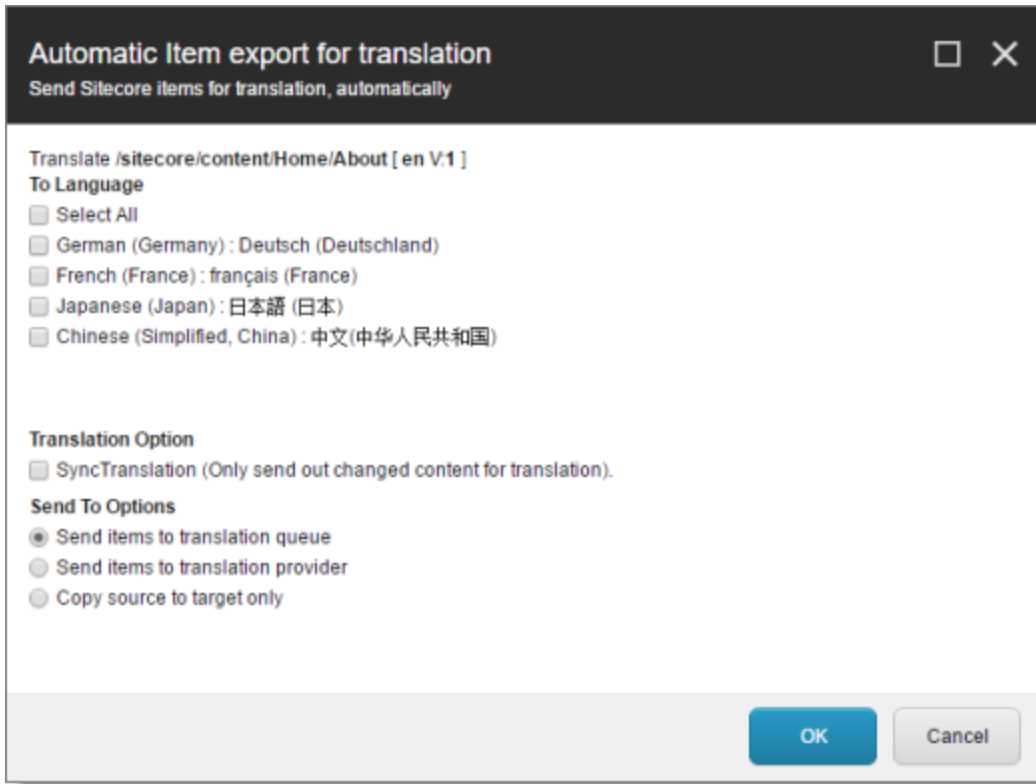 Automatic Item export for translation
Send Sitecore items for translation, automatically
Translate /sitecore/content/Home/About [ en V:1 ]
To Language
Select All
German (Germany) : Deutsch (Deutschland)
French (France) : français (France)
Japanese (Japan) : 日本語 (日本)
Chinese (Simplified, China) : 中文(中华人民共和国)
Translation Option
SyncTranslation (Only send out changed content for translation).
Send To Options
Send items to translation queue
Send items to translation provider
Copy source to target only
OK Cancel